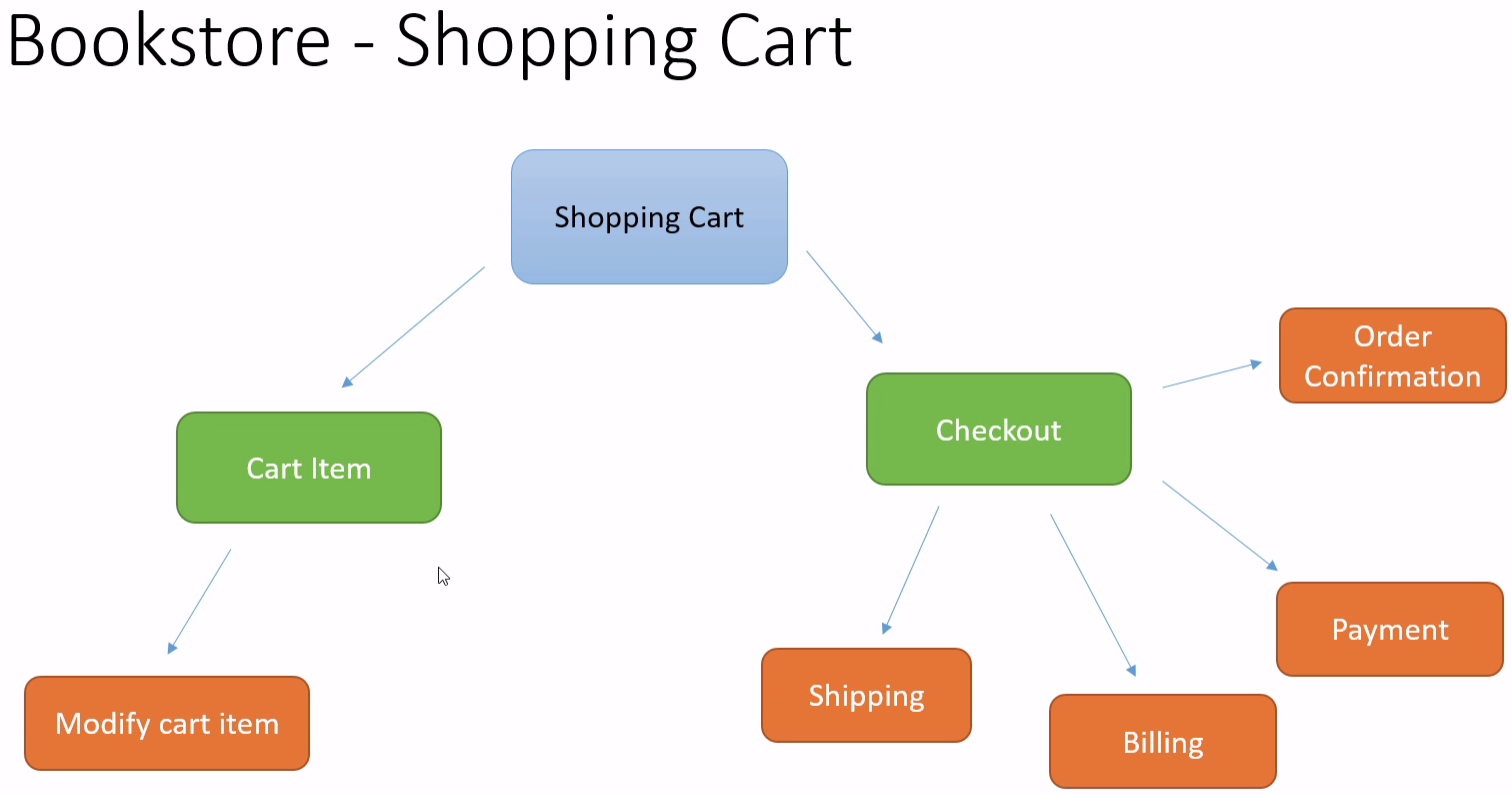 Bookstore - Shopping Cart
Shopping Cart
Order
Confirmation
Checkout
Cart Item
Payment
Shipping
Modify cart item
Billing